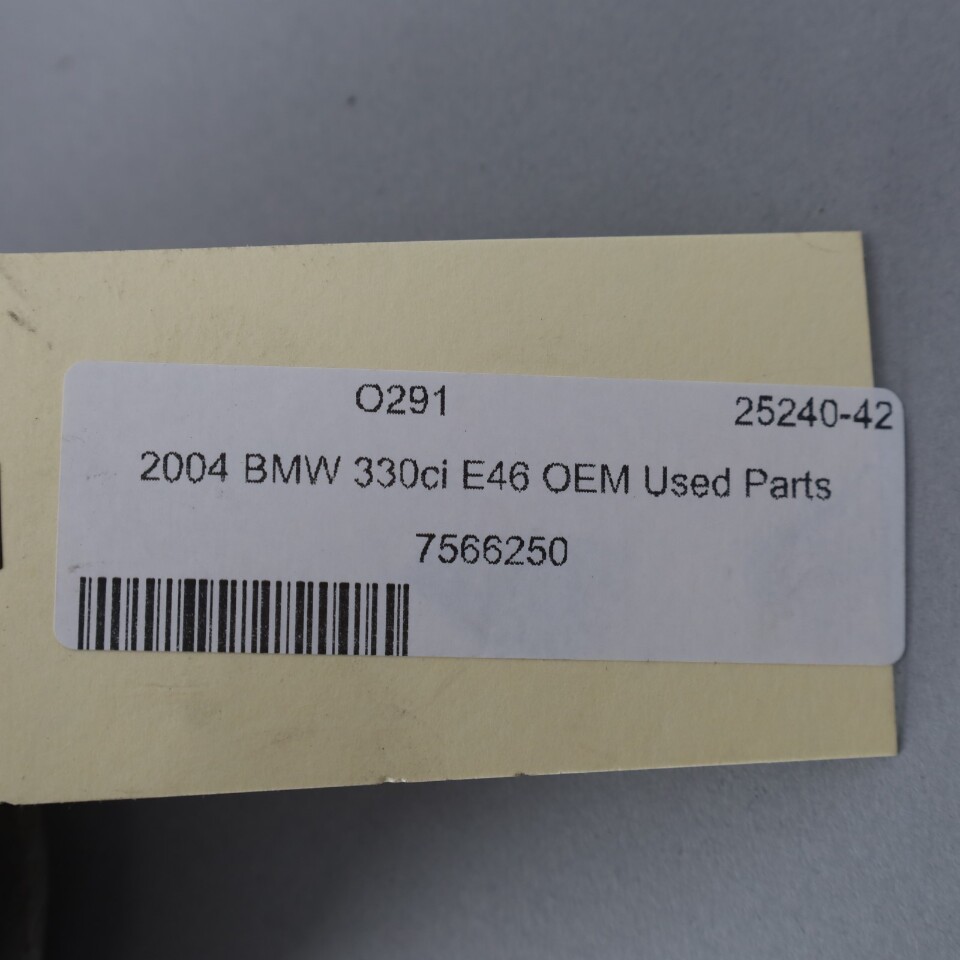 O291 25240-42
2004 BMW 330ci E46 OEM Used Parts
7566250